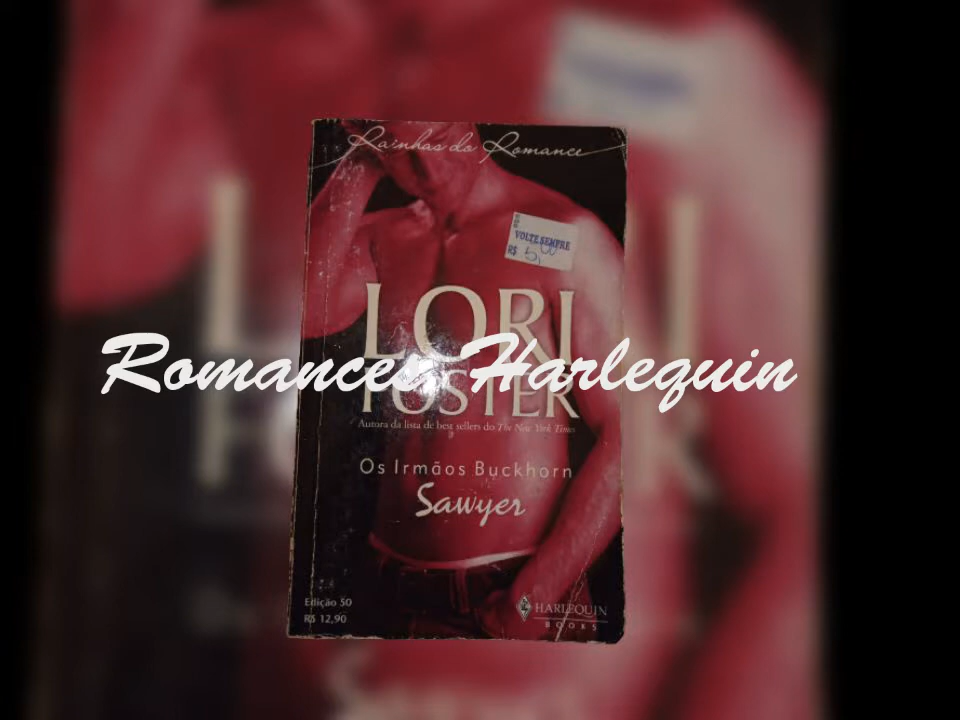 Rainhas do Romance
VOLTE SEMPRE
R$ 5,00
LORI
FOSTER
Romances Harlequin
Autora da lista de best sellers do The New York Times
Os Irmãos Buckhorn
Sawyer
Edição 50
R$ 12,90
HARLEQUIN
BOOKS